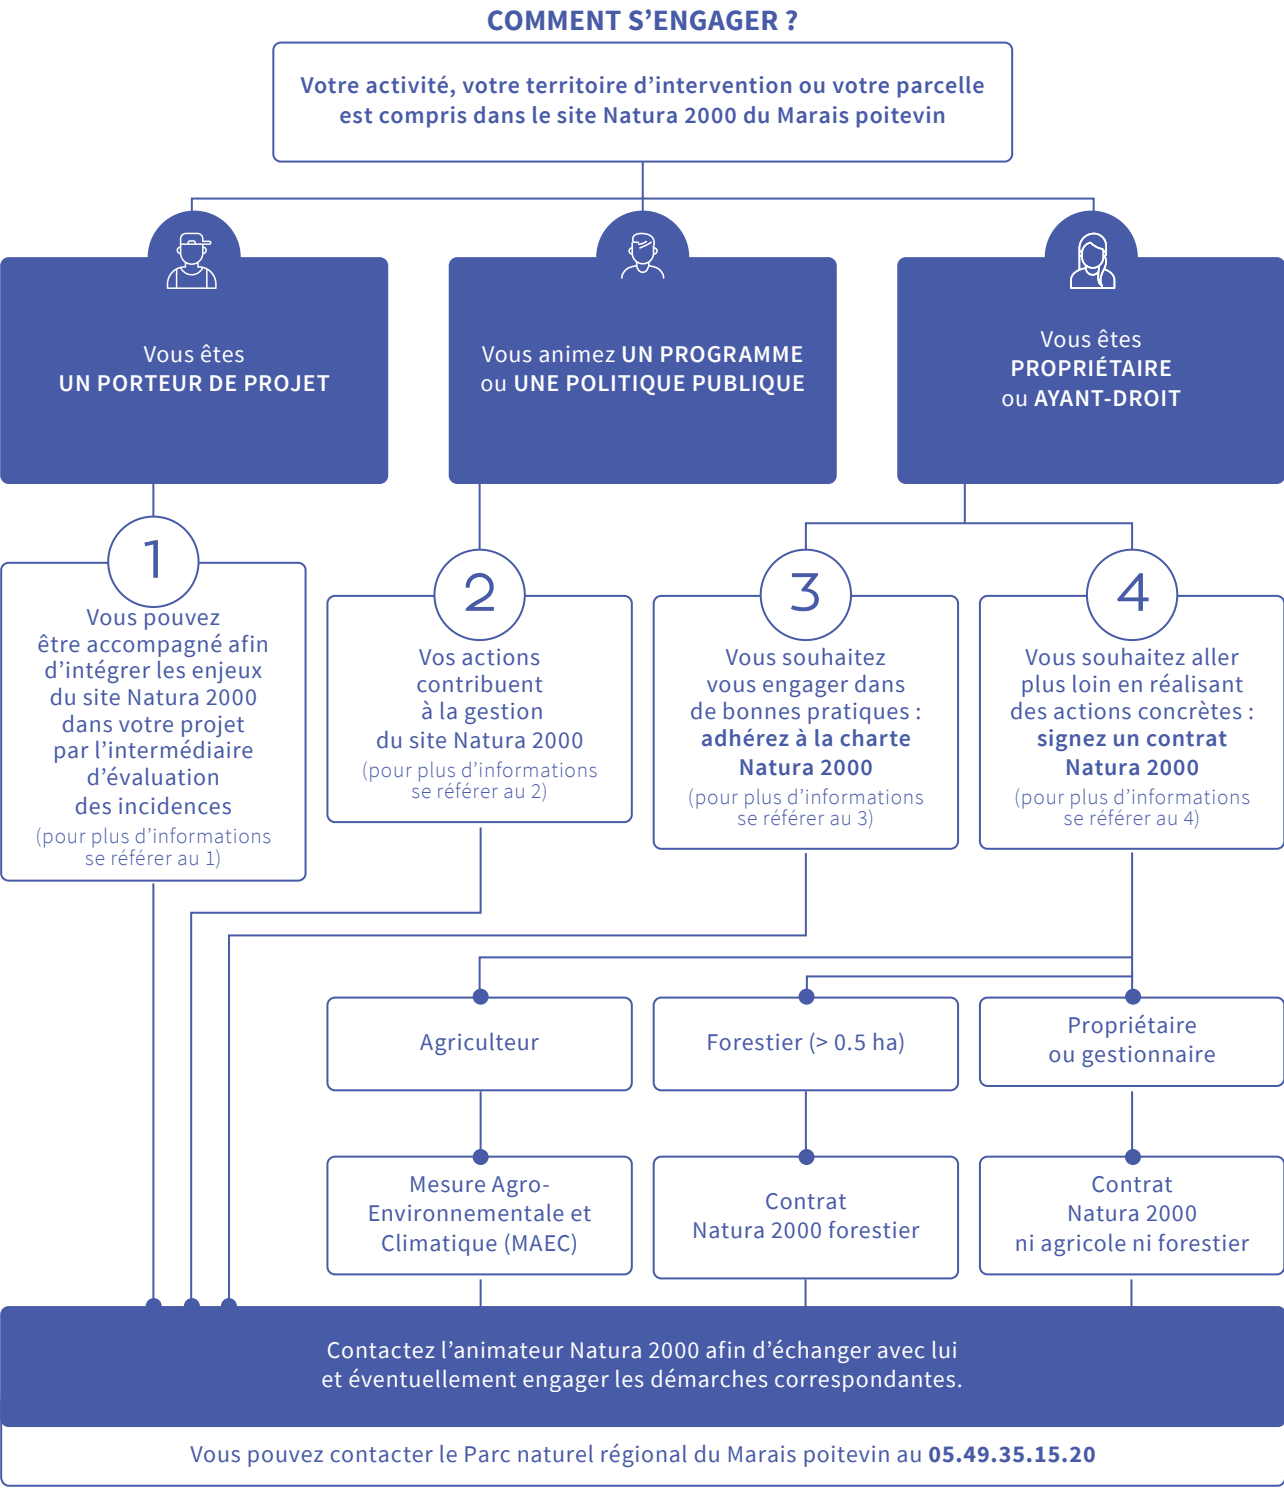 COMMENT S’ENGAGER ?
Votre activité, votre territoire d’intervention ou votre parcelle
est compris dans le site Natura 2000 du Marais poitevin
Vous êtes
UN PORTEUR DE PROJET
Vous animez UN PROGRAMME
ou UNE POLITIQUE PUBLIQUE
Vous êtes
PROPRIÉTAIRE
ou AYANT-DROIT
1
Vous pouvez
être accompagné afin
d’intégrer les enjeux
du site Natura 2000
dans votre projet
par l’intermédiaire
d’évaluation
des incidences
(pour plus d’informations
se référer au 1)
2
Vos actions
contribuent
à la gestion
du site Natura 2000
(pour plus d’informations
se référer au 2)
3
Vous souhaitez
vous engager dans
de bonnes pratiques :
adhérez à la charte
Natura 2000
(pour plus d’informations
se référer au 3)
4
Vous souhaitez aller
plus loin en réalisant
des actions concrètes :
signez un contrat
Natura 2000
(pour plus d’informations
se référer au 4)
Agriculteur
Forestier (> 0.5 ha)
Propriétaire
ou gestionnaire
Mesure Agro-
Environnementale et
Climatique (MAEC)
Contrat
Natura 2000 forestier
Contrat
Natura 2000
ni agricole ni forestier
Contactez l’animateur Natura 2000 afin d’échanger avec lui
et éventuellement engager les démarches correspondantes.
Vous pouvez contacter le Parc naturel régional du Marais poitevin au 05.49.35.15.20